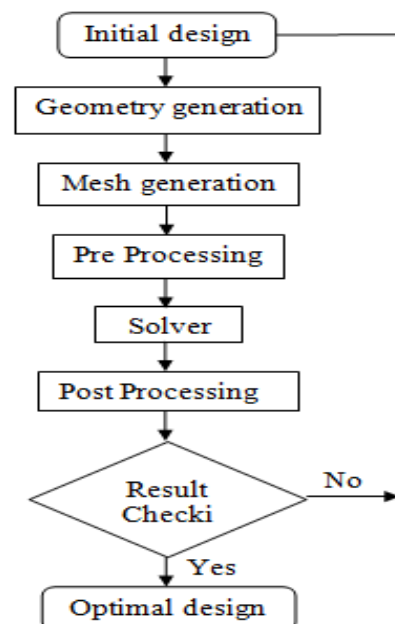 Initial design
Geometry generation
Mesh generation
Pre Processing
Solver
Post Processing
Result
Checki
No
Yes
Optimal design